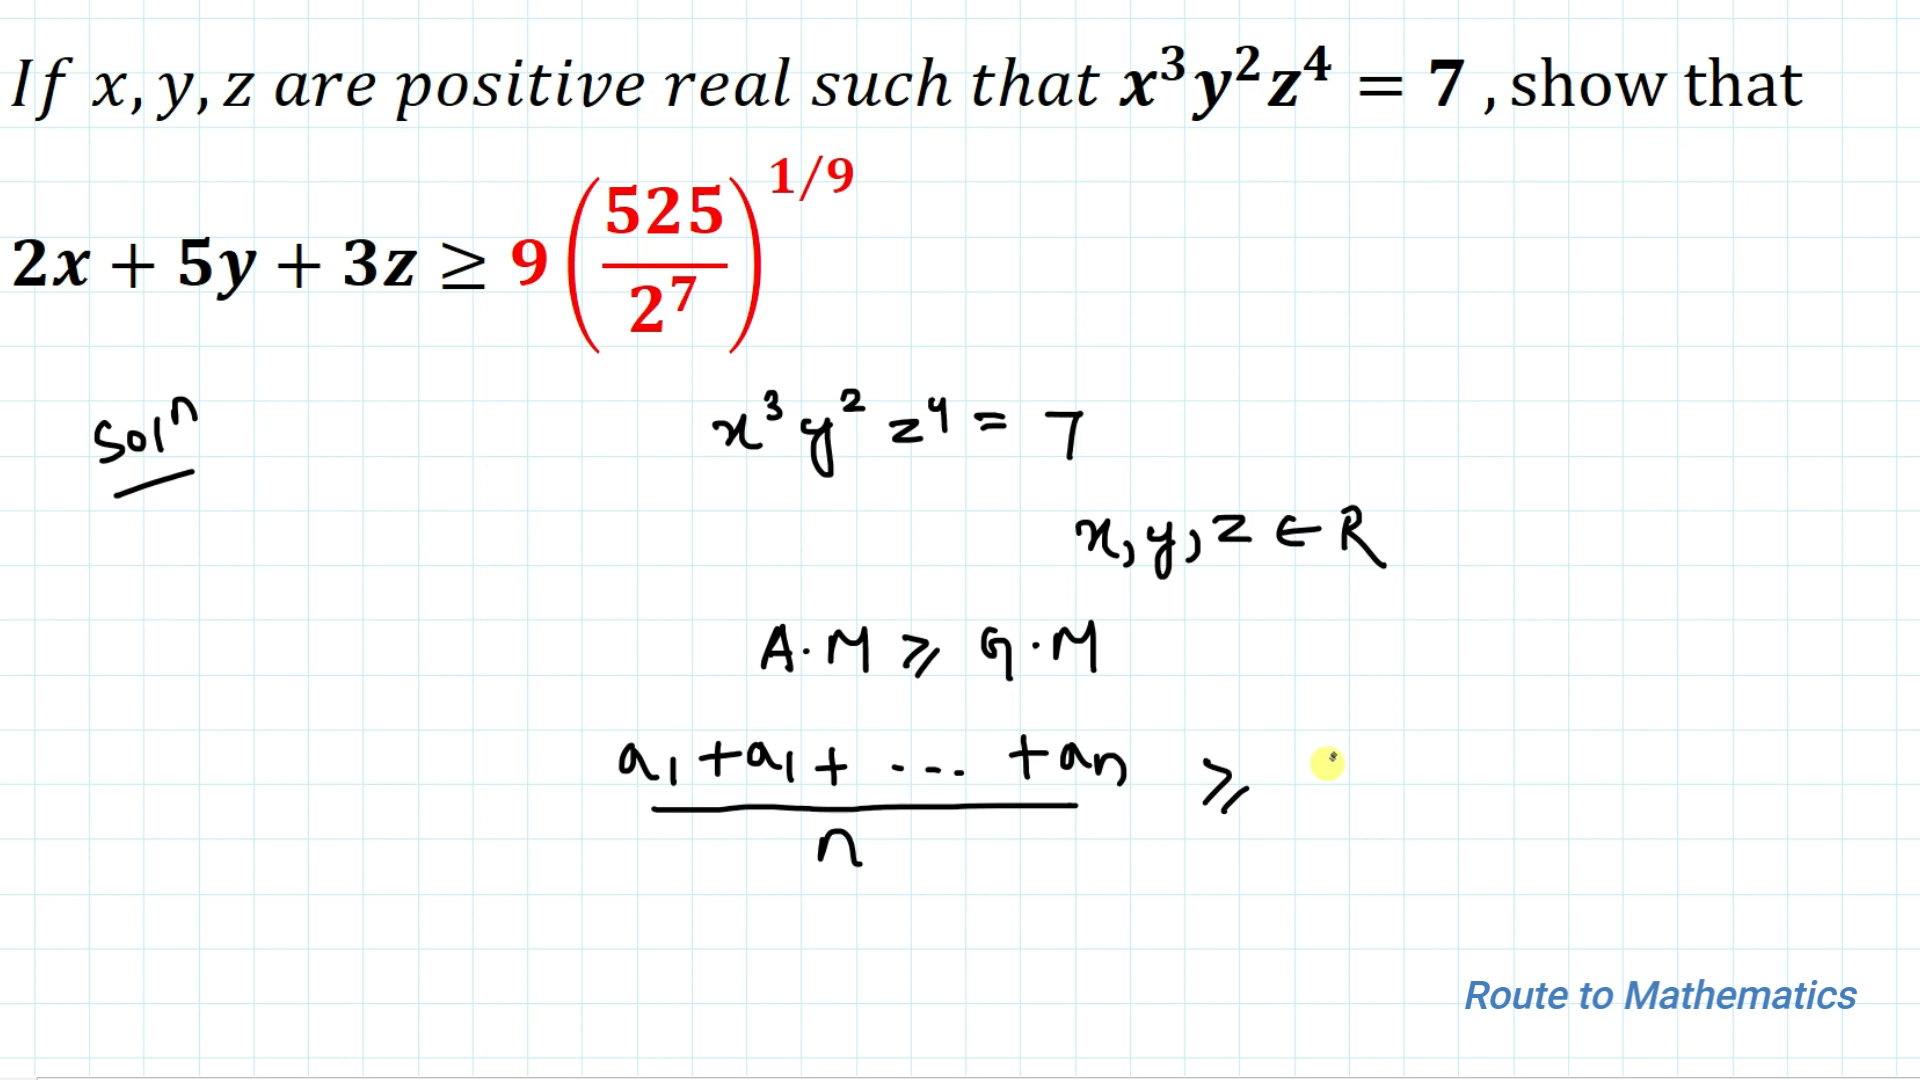 If x, y, z are positive real such that x³y²z⁴ = 7 , show that
2x + 5y + 3z ≥ 9(525/2⁷)^1/9
Solⁿ
x³ y² z⁴ = 7
x, y, z ∈ R
A.M ≥ G.M
a₁ + a₁ + ... + aₙ ≥
n
Route to Mathematics